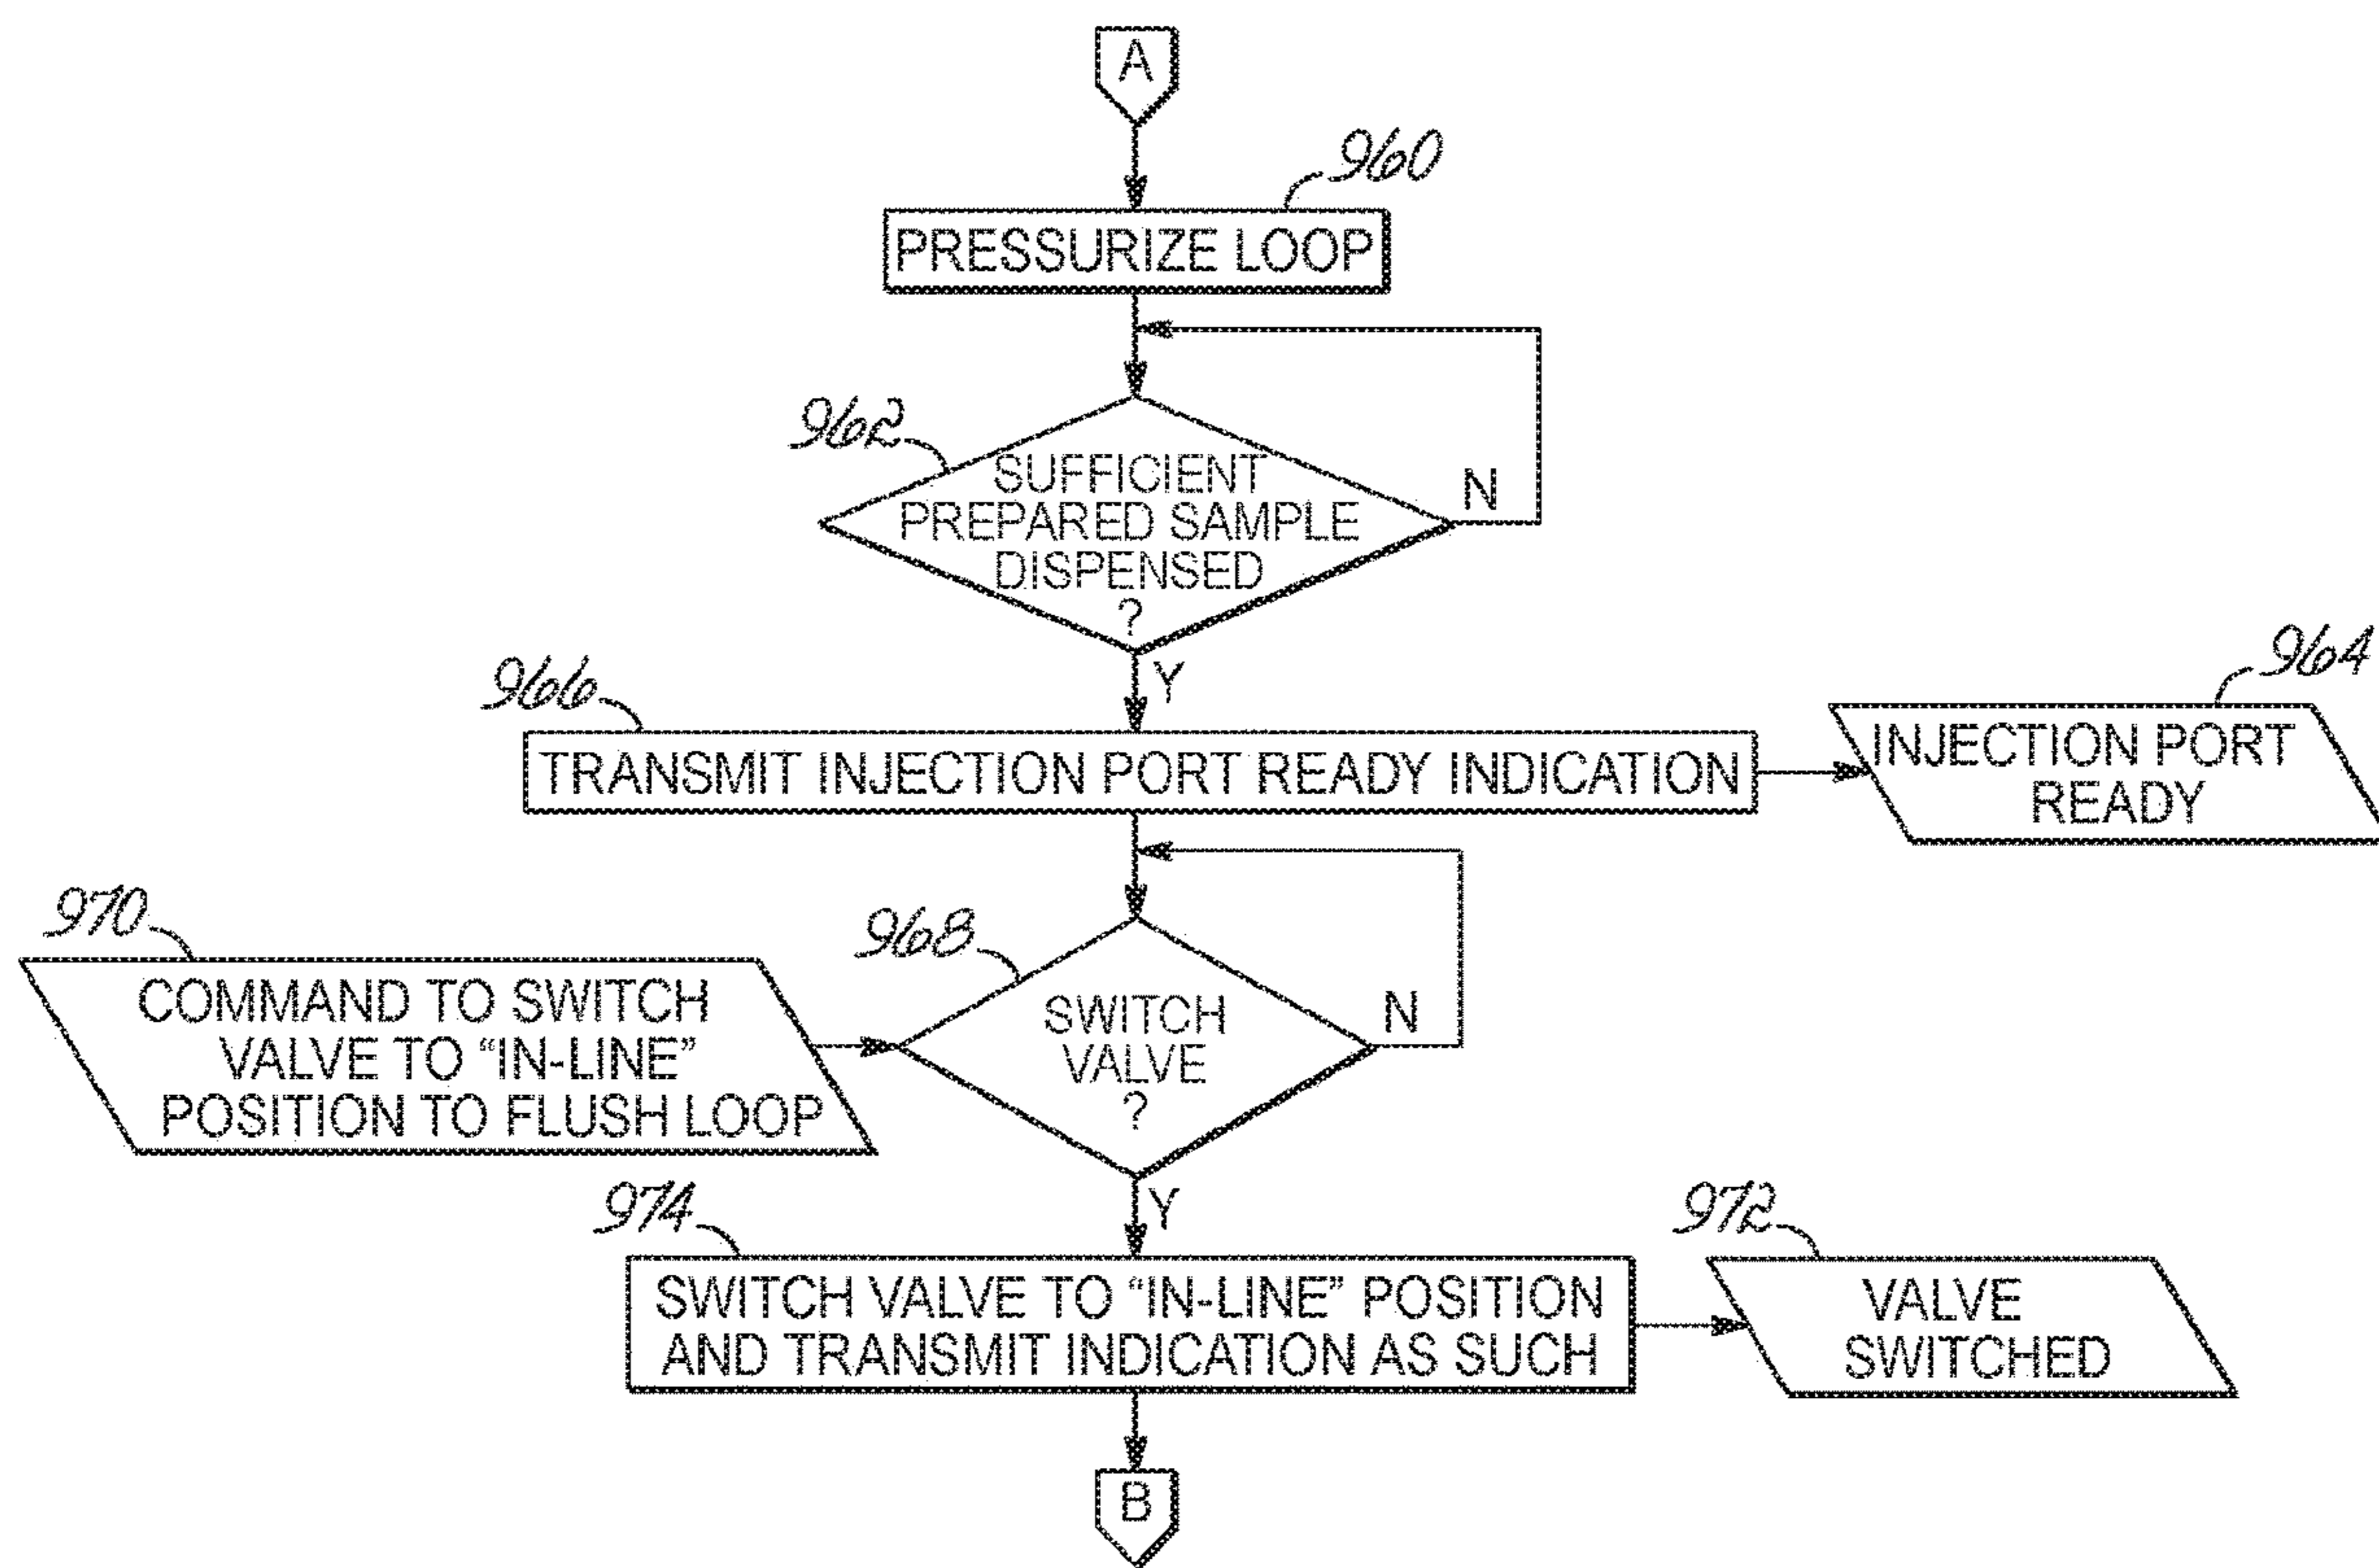 A
960
PRESSURIZE LOOP
962
SUFFICIENT
PREPARED SAMPLE
DISPENSED
?
N
Y
966
TRANSMIT INJECTION PORT READY INDICATION
964
INJECTION PORT
READY
970
COMMAND TO SWITCH
VALVE TO “IN-LINE”
POSITION TO FLUSH LOOP
968
SWITCH
VALVE
?
N
Y
974
SWITCH VALVE TO “IN-LINE” POSITION
AND TRANSMIT INDICATION AS SUCH
972
VALVE
SWITCHED
B